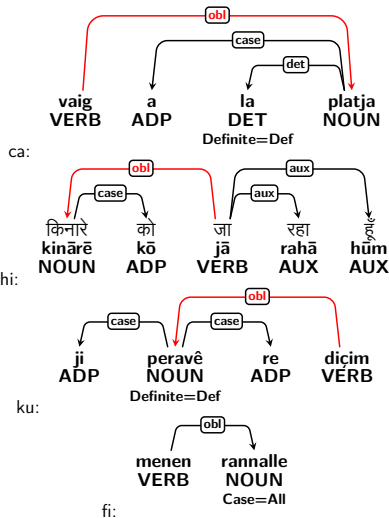 obl
case
det
vaig a la platja
VERB ADP DET NOUN
Definite=Def
ca:
obl aux
case aux
किनारे को जा रहा हूँ
kinārē kō jā rahā hūm̐
NOUN ADP VERB AUX AUX
hi:
obl
case case
ji peravê re diçim
ADP NOUN ADP VERB
Definite=Def
ku:
obl
menen rannalle
VERB NOUN
Case=All
fi: